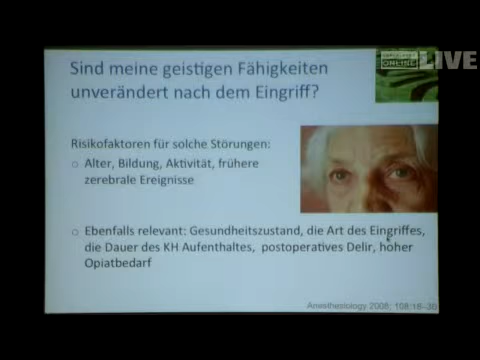 LIVE
ONLINE
Sind meine geistigen Fähigkeiten
unverändert nach dem Eingriff?
Risikofaktoren für solche Störungen:
○ Alter, Bildung, Aktivität, frühere
zerebrale Ereignisse
○ Ebenfalls relevant: Gesundheitszustand, die Art des Eingriffes,
die Dauer des KH Aufenthaltes, postoperatives Delir, hoher
Opiatbedarf
Anesthesiology 2008; 108:18-30